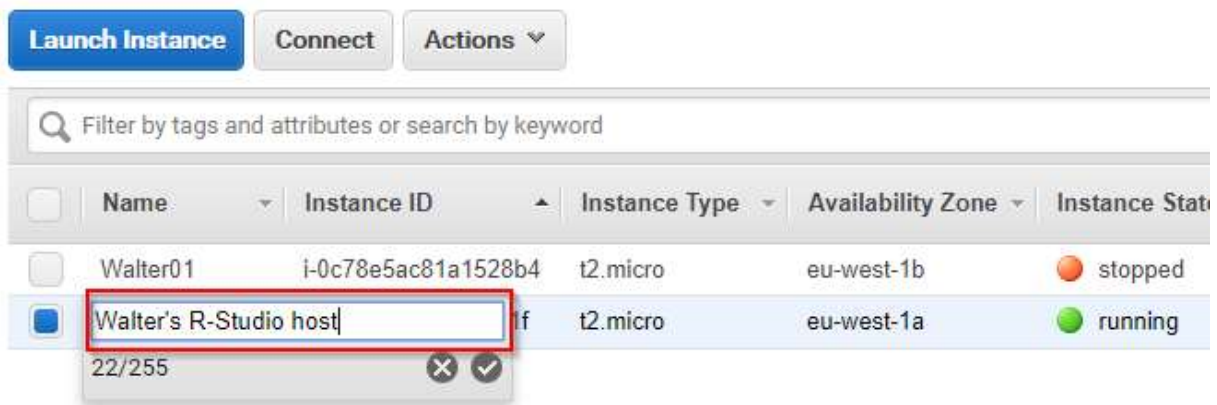 Launch Instance Connect Actions
Filter by tags and attributes or search by keyword
Name Instance ID Instance Type Availability Zone Instance State
Walter01 i-0c78e5ac81a1528b4 t2.micro eu-west-1b stopped
Walter's R-Studio host 1f t2.micro eu-west-1a running
22/255